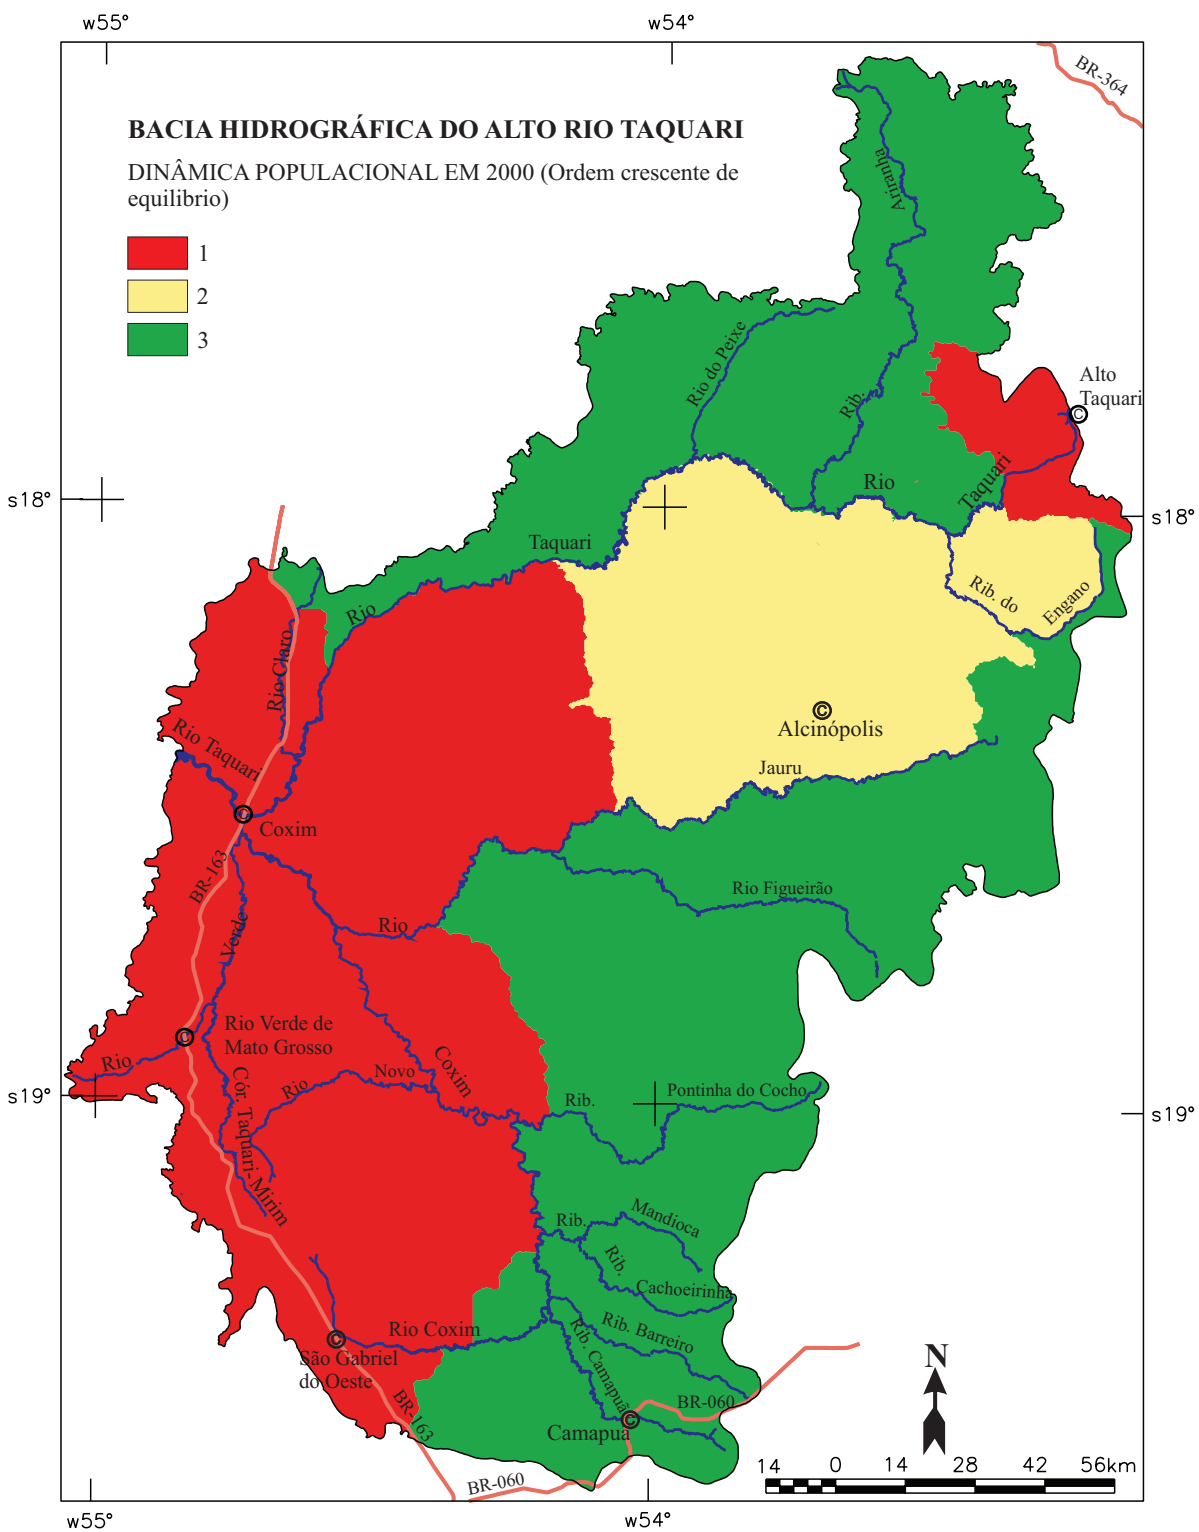 w55°
w54°
BR-364
BACIA HIDROGRÁFICA DO ALTO RIO TAQUARI
DINÂMICA POPULACIONAL EM 2000 (Ordem crescente de
equilibrio)
1
2
3
Ariranha
Rio do Peixe
Rib.
Alto
Taquari
s18°
Rio
Taquari
s18°
Taquari
Rio
Rib. do
Engano
Rio Claro
Rio Taquari
Alcinópolis
Jauru
Coxim
BR-163
Rio Figueirão
Verde
Rio
Rio Verde de
Mato Grosso
Rio
Coxim
Novo
Rio
Cór. Taquari-Mirim
Rib.
Pontinha do Cocho
s19°
s19°
Rib.
Mandioca
Rib.
Cachoeirinha
Rio Coxim
Rib. Barreiro
Rib. Camapuã
São Gabriel
do Oeste
BR-163
BR-060
Camapuã
BR-060
N
14 0 14 28 42 56km
w55°
w54°